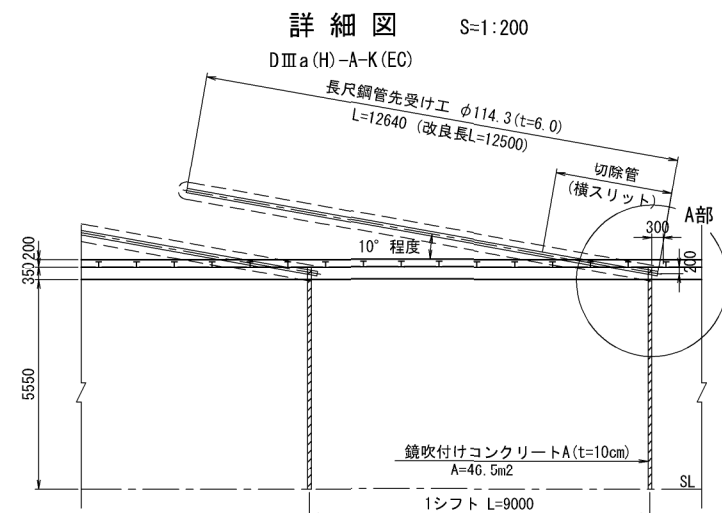 詳細図 S=1:200
DⅢa(H)-A-K(EC)
長尺鋼管先受け工 φ114.3(t=6.0)
L=12640 (改良長L=12500)
切除管
(横スリット)
A部
300
200
10° 程度
200
351
5550
鏡吹付けコンクリートA(t=10cm)
A=46.5m2
SL
1シフト L=9000